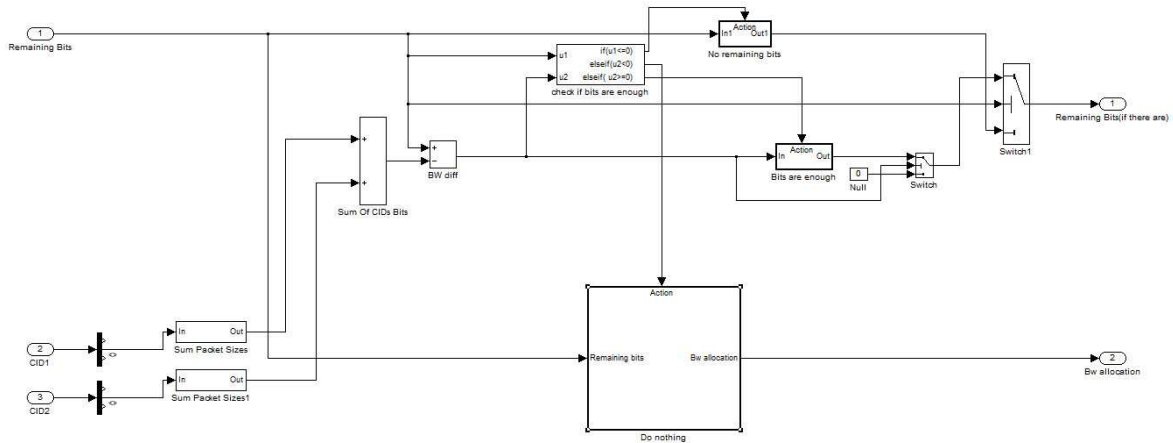 1
Remaining Bits
Action
In1
Out1
No remaining bits
u1
u2
if(u1<=0)
elseif(u2<0)
elseif( u2>=0)
check if bits are enough
1
Remaining Bits(if there are)
Switch1
+
+
Sum Of CIDs Bits
+
−
BW diff
Action
In
Out
Bits are enough
0
Null
Switch
Action
Remaining bits
Bw allocation
Do nothing
2
CID1
<>
In
Out
Sum Packet Sizes
3
CID2
<>
In
Out
Sum Packet Sizes1
2
Bw allocation